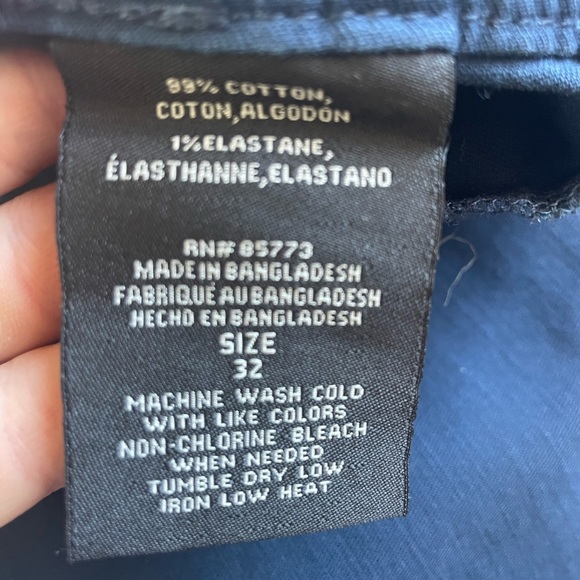 99% COTTON,
COTON,ALGODÓN
1%ELASTANE,
ÉLASTHANNE,ELASTANO
RN# 85773
MADE IN BANGLADESH
FABRIQUÉ AU BANGLADESH
HECHO EN BANGLADESH
SIZE
32
MACHINE WASH COLD
WITH LIKE COLORS
NON-CHLORINE BLEACH
WHEN NEEDED
TUMBLE DRY LOW
IRON LOW HEAT